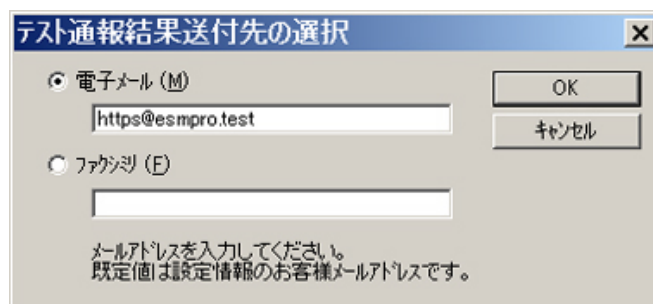 テスト通報結果送付先の選択
電子メール (M)
OK
https@esmpro.test
キャンセル
ファクシミリ (F)
メールアドレスを入力してください。
既定値は設定情報のお客様メールアドレスです。